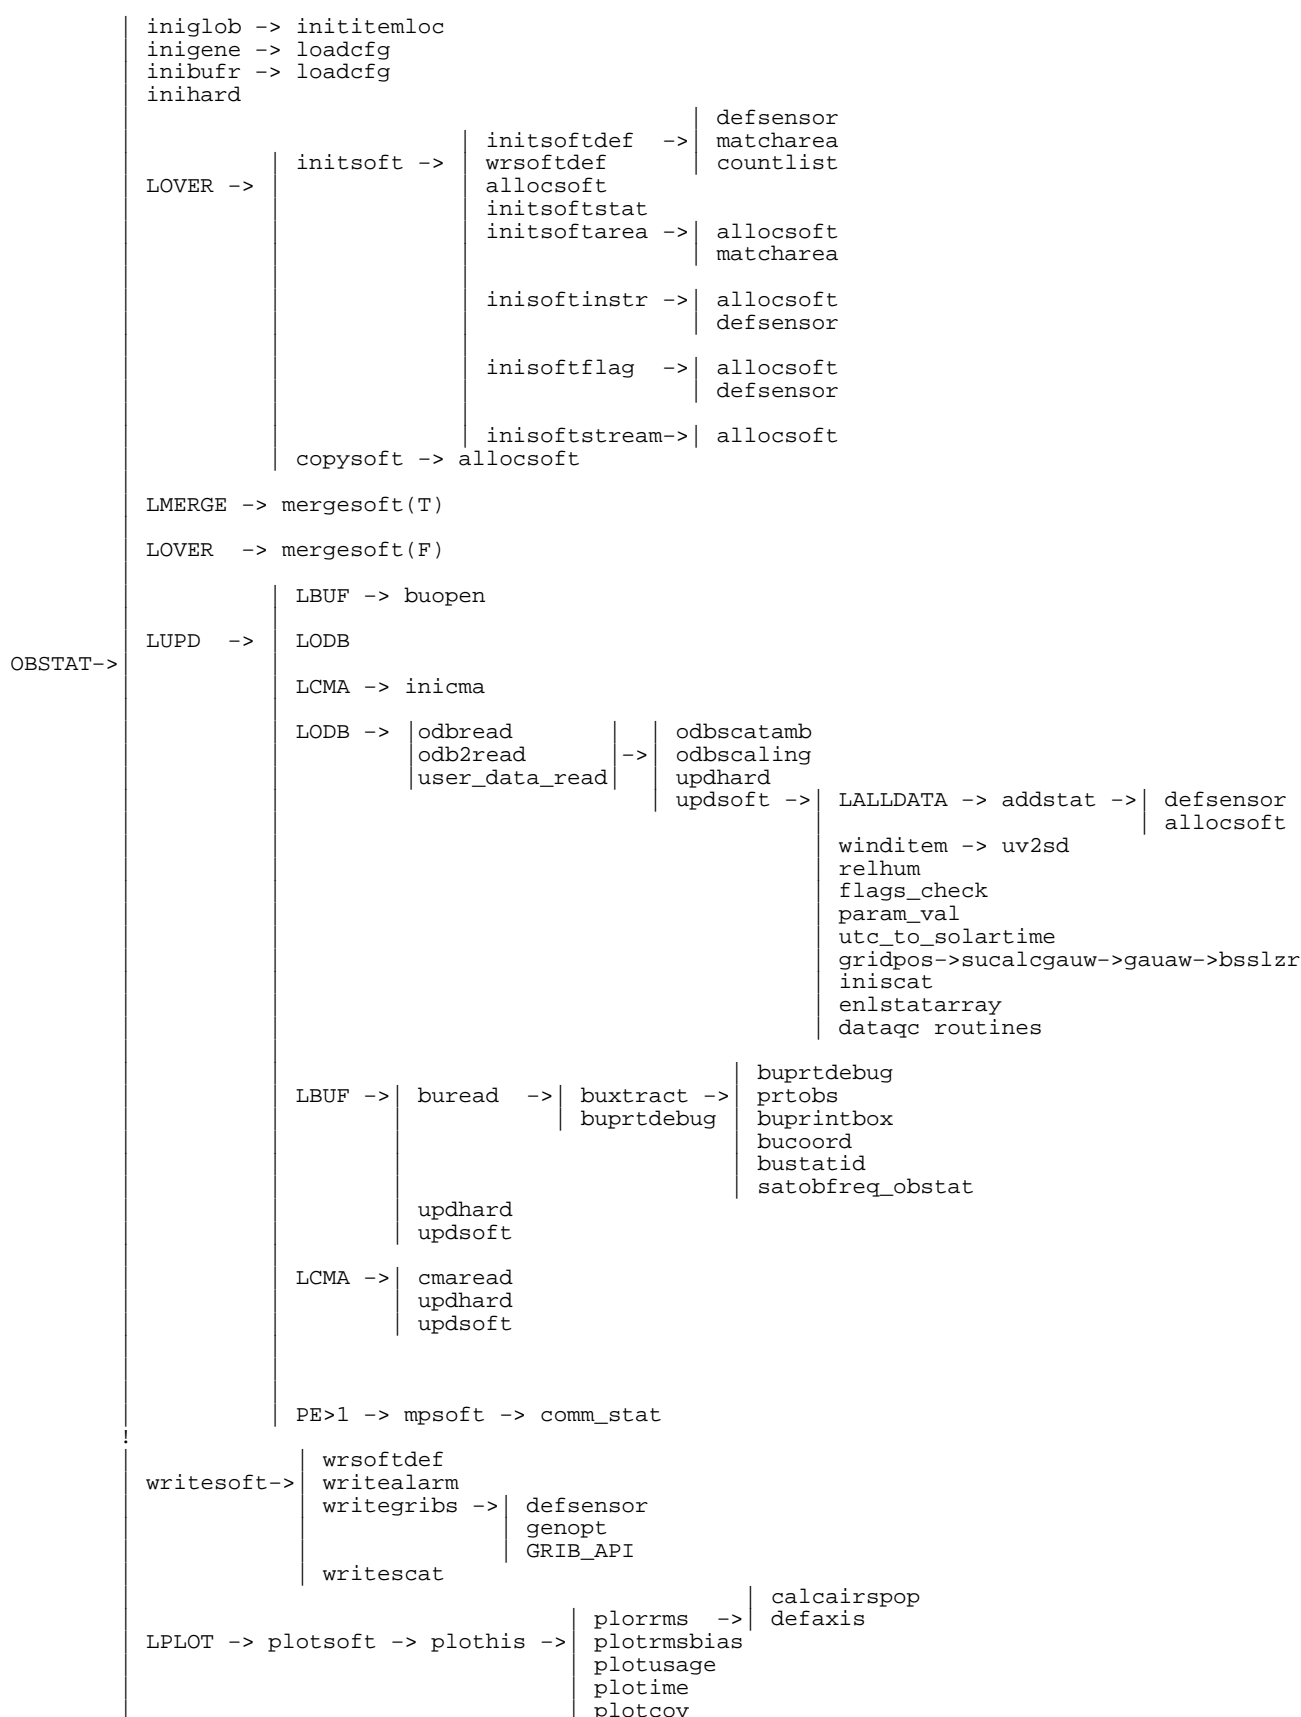 iniglob -> inititemloc
inigene -> loadcfg
inibufr -> loadcfg
inihard
defsensor
initsoftdef -> matcharea
initsoft -> wrsoftdef countlist
LOVER -> allocsoft
initsoftstat
initsoftarea -> allocsoft
matcharea
inisoftinstr -> allocsoft
defsensor
inisoftflag -> allocsoft
defsensor
inisoftstream-> allocsoft
copysoft -> allocsoft
LMERGE -> mergesoft(T)
LOVER -> mergesoft(F)
LBUF -> buopen
LUPD -> LODB
OBSTAT->
LCMA -> inicma
LODB -> odbread odbscatamb
odb2read -> odbscaling
user_data_read updhard
updsoft -> LALLDATA -> addstat -> defsensor
allocsoft
winditem -> uv2sd
relhum
flags_check
param_val
utc_to_solartime
gridpos->sucalcgauw->gauaw->bsslzr
iniscat
enlstatarray
dataqc routines
buprtdebug
LBUF -> buread -> buxtract -> prtobs
buprtdebug buprintbox
bucoord
bustatid
satobfreq_obstat
updhard
updsoft
LCMA -> cmaread
updhard
updsoft
PE>1 -> mpsoft -> comm_stat
!
wrsoftdef
writesoft-> writealarm
writegribs -> defsensor
genopt
GRIB_API
writescat
calcairspop
plorrms -> defaxis
LPLOT -> plotsoft -> plothis -> plotrmsbias
plotusage
plotime
plotcov